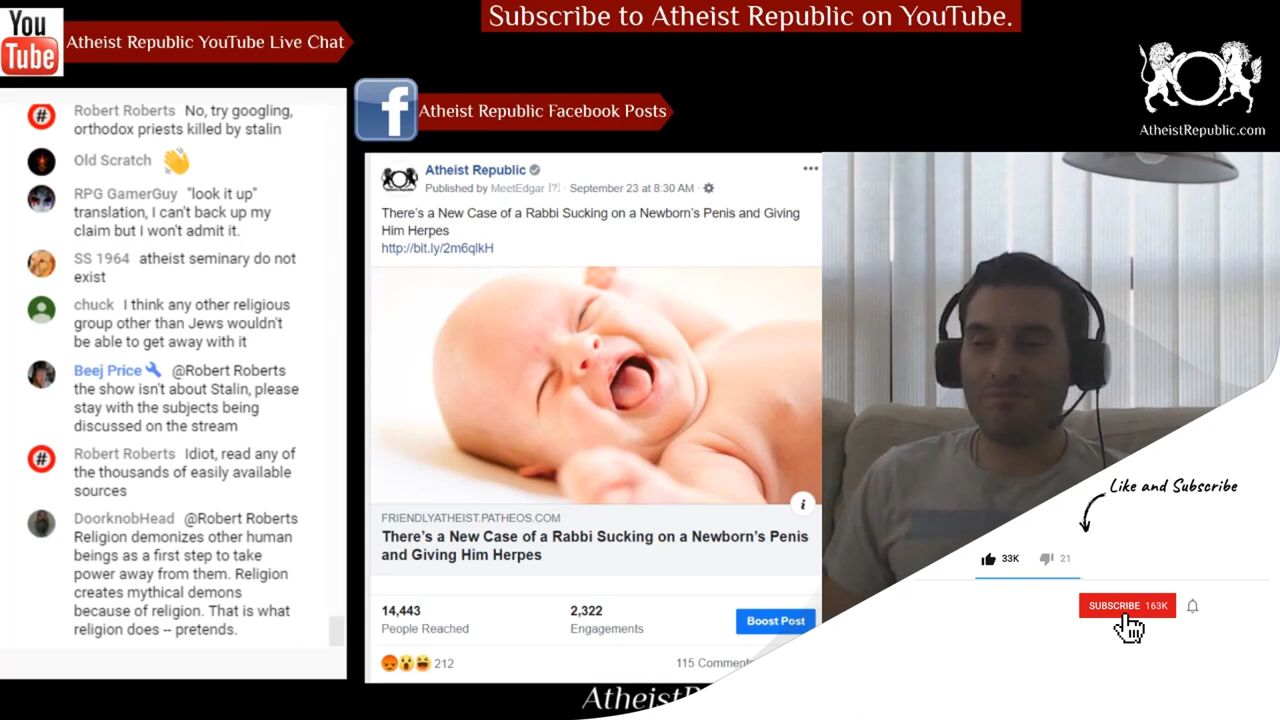 Subscribe to Atheist Republic on YouTube.
You
Tube
Atheist Republic YouTube Live Chat
AtheistRepublic.com
Atheist Republic Facebook Posts
Robert Roberts No, try googling,
orthodox priests killed by stalin
Old Scratch
RPG GamerGuy "look it up"
translation, I can't back up my
claim but I won't admit it.
SS 1964 atheist seminary do not
exist
chuck I think any other religious
group other than Jews wouldn't
be able to get away with it
Beej Price @Robert Roberts
the show isn't about Stalin, please
stay with the subjects being
discussed on the stream
Robert Roberts Idiot, read any of
the thousands of easily available
sources
DoorknobHead @Robert Roberts
Religion demonizes other human
beings as a first step to take
power away from them. Religion
creates mythical demons
because of religion. That is what
religion does -- pretends.
Atheist Republic
Published by MeetEdgar [?] · September 23 at 8:30 AM ·
There's a New Case of a Rabbi Sucking on a Newborn's Penis and Giving
Him Herpes
http://bit.ly/2m6qlkH
FRIENDLYATHEIST.PATHEOS.COM
There's a New Case of a Rabbi Sucking on a Newborn's Penis
and Giving Him Herpes
14,443
People Reached
2,322
Engagements
Boost Post
212
115 Comment
Like and Subscribe
33K
21
SUBSCRIBE 163K